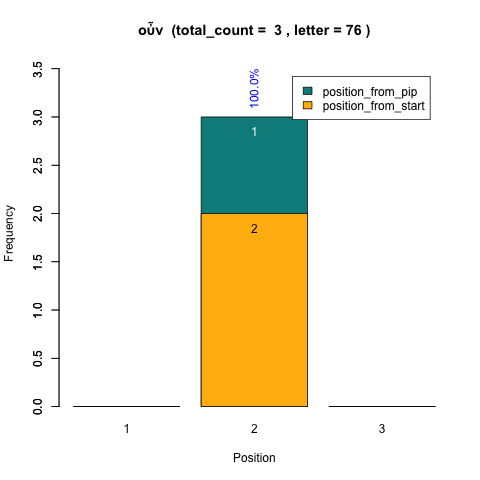 οὖν  (total_count =  3 , letter = 76 )
3.5
3.0
2.5
2.0
1.5
1.0
0.5
0.0
Frequency
100.0%
position_from_pip
position_from_start
1
2
1
2
3
Position